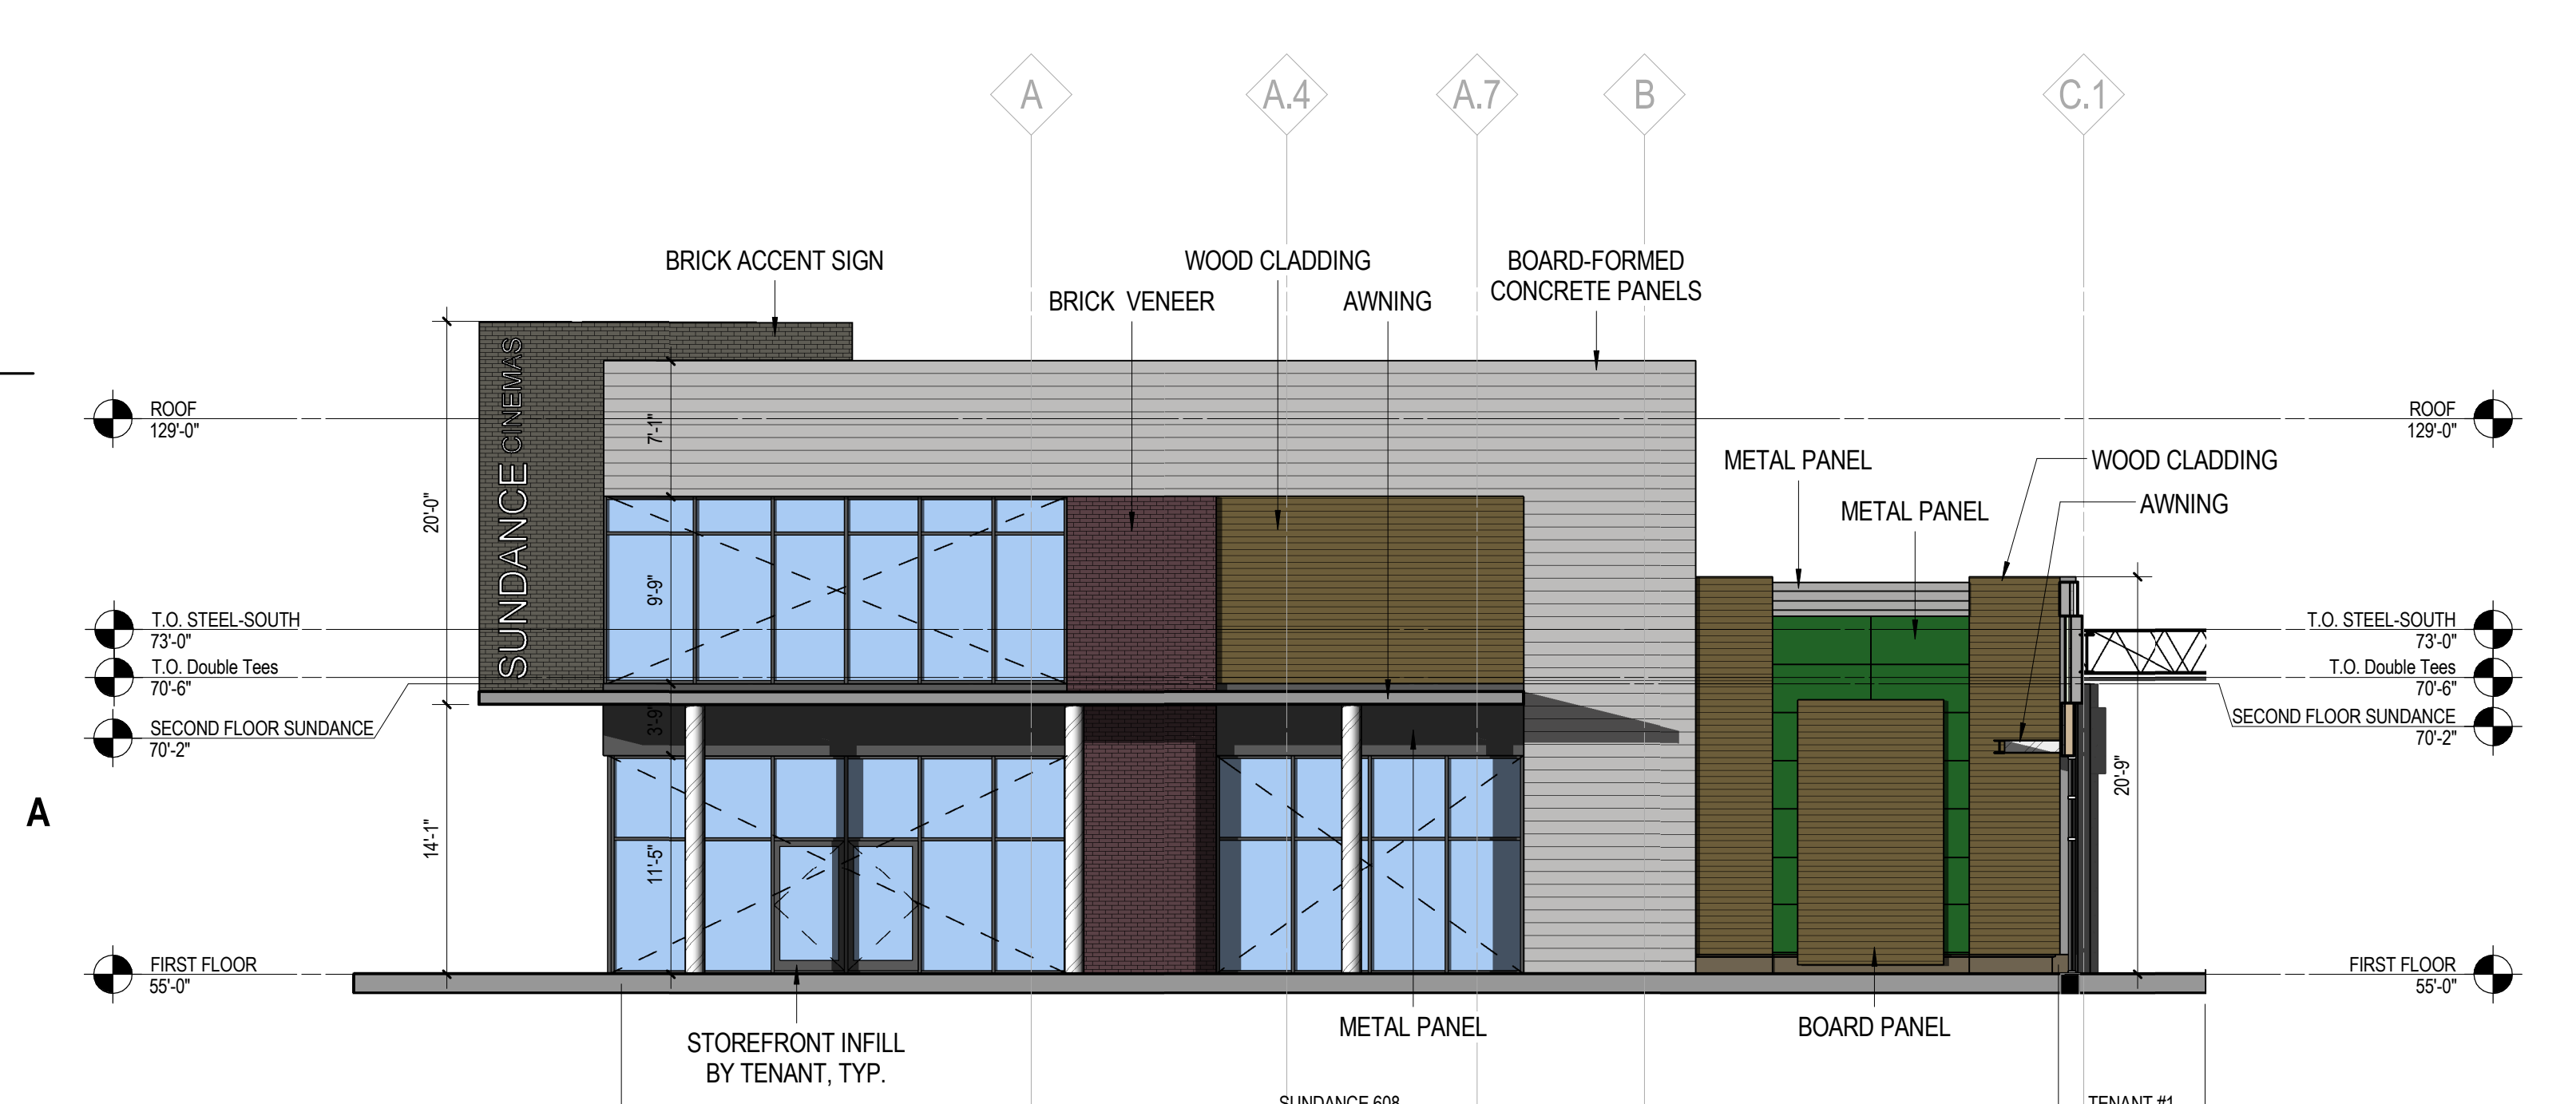 A
A.4
A.7
B
C.1
BRICK ACCENT SIGN
WOOD CLADDING
BOARD-FORMED
CONCRETE PANELS
BRICK VENEER
AWNING
SUNDANCE CINEMAS
ROOF
129'-0"
ROOF
129'-0"
7'-1"
METAL PANEL
WOOD CLADDING
20'-0"
METAL PANEL
AWNING
9'-9"
T.O. STEEL-SOUTH
73'-0"
T.O. STEEL-SOUTH
73'-0"
T.O. Double Tees
70'-6"
T.O. Double Tees
70'-6"
SECOND FLOOR SUNDANCE
70'-2"
SECOND FLOOR SUNDANCE
70'-2"
3'-9"
20'-9"
A
14'-1"
11'-5"
FIRST FLOOR
55'-0"
FIRST FLOOR
55'-0"
STOREFRONT INFILL
BY TENANT, TYP.
METAL PANEL
BOARD PANEL
SUNDANCE 608
TENANT #1